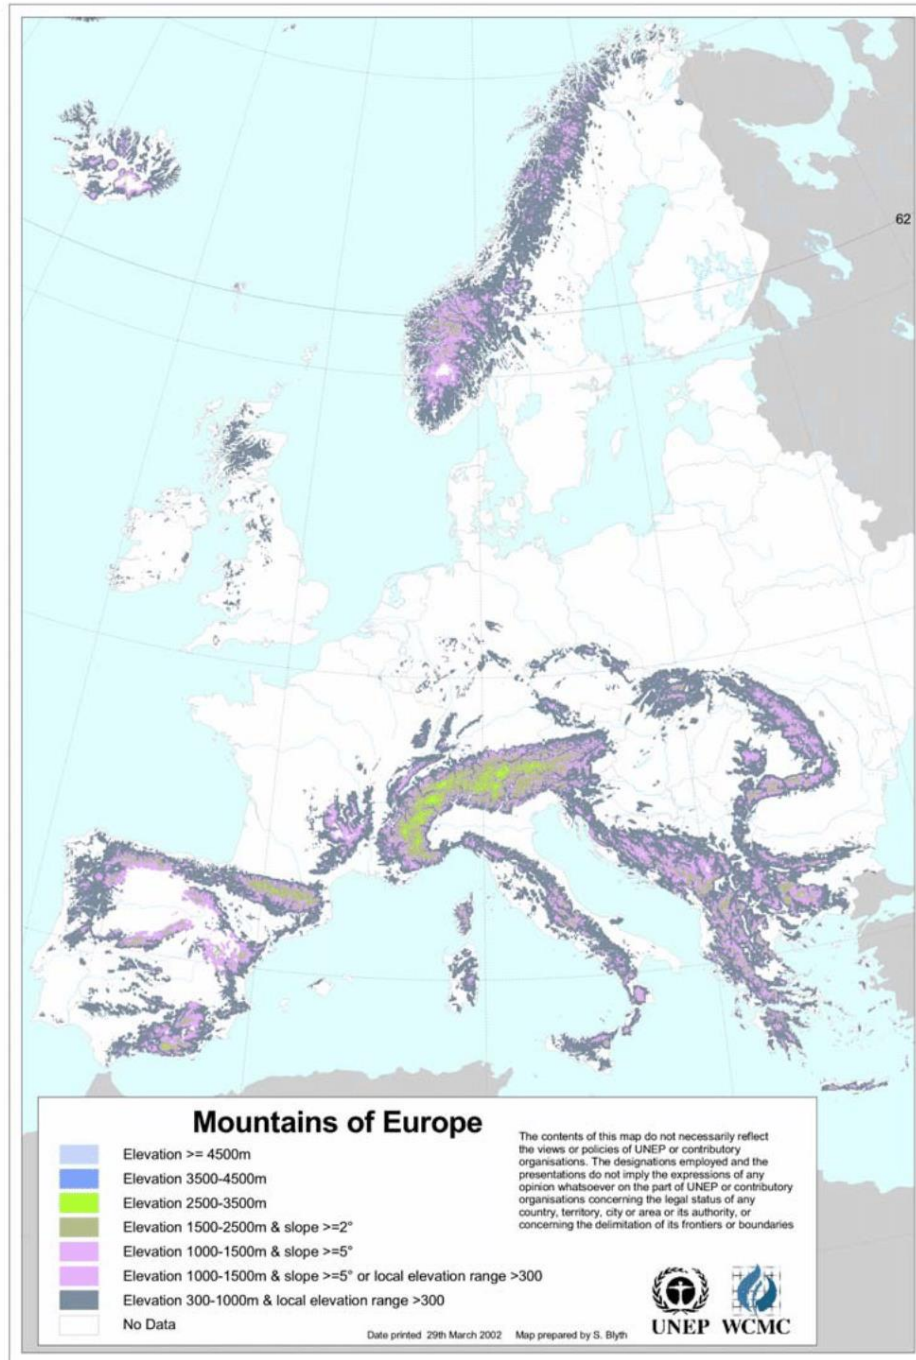 62
Mountains of Europe
Elevation >= 4500m
Elevation 3500-4500m
Elevation 2500-3500m
Elevation 1500-2500m & slope >=2°
Elevation 1000-1500m & slope >=5°
Elevation 1000-1500m & slope >=5° or local elevation range >300
Elevation 300-1000m & local elevation range >300
No Data
The contents of this map do not necessarily reflect
the views or policies of UNEP or contributory
organisations. The designations employed and the
presentations do not imply the expressions of any
opinion whatsoever on the part of UNEP or contributory
organisations concerning the legal status of any
country, territory, city or area or its authority, or
concerning the delimitation of its frontiers or boundaries
Date printed 29th March 2002 Map prepared by S. Blyth
UNEP WCMC